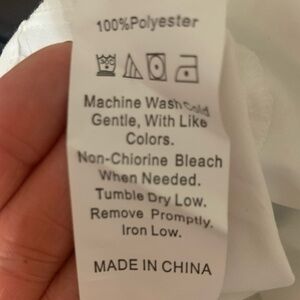 100%Polyester
Machine Wash Cold
Gentle, With Like
Colors.
Non-Chiorine Bleach
When Needed.
Tumble Dry Low.
Remove Promptly.
Iron Low.
MADE IN CHINA